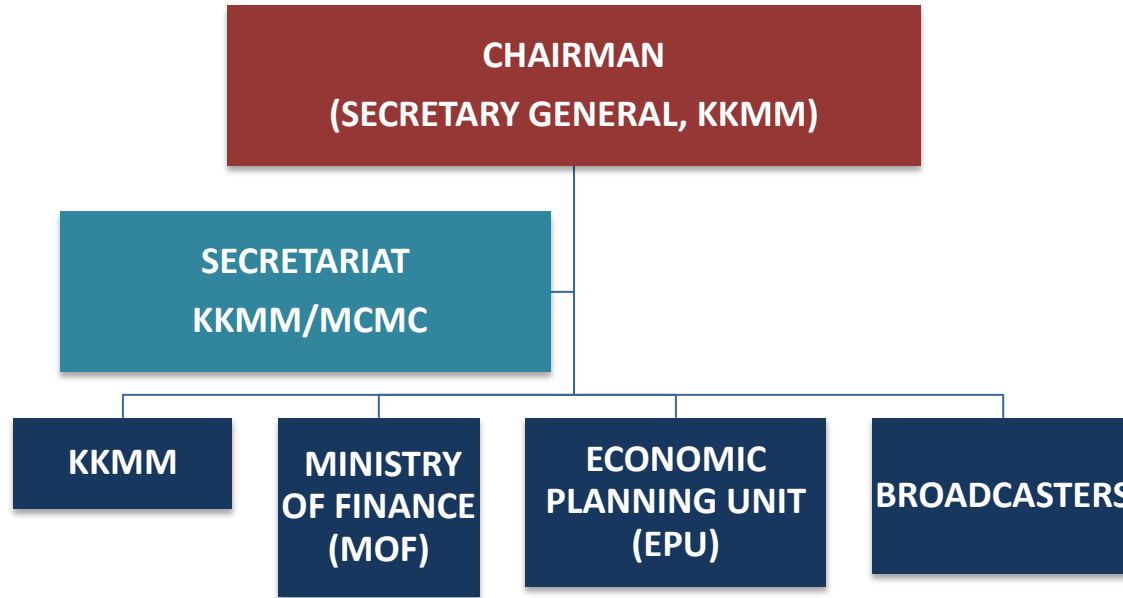 CHAIRMAN
(SECRETARY GENERAL, KKMM)
SECRETARIAT
KKMM/MCMC
KKMM
MINISTRY
OF FINANCE
(MOF)
ECONOMIC
PLANNING UNIT
(EPU)
BROADCASTERS